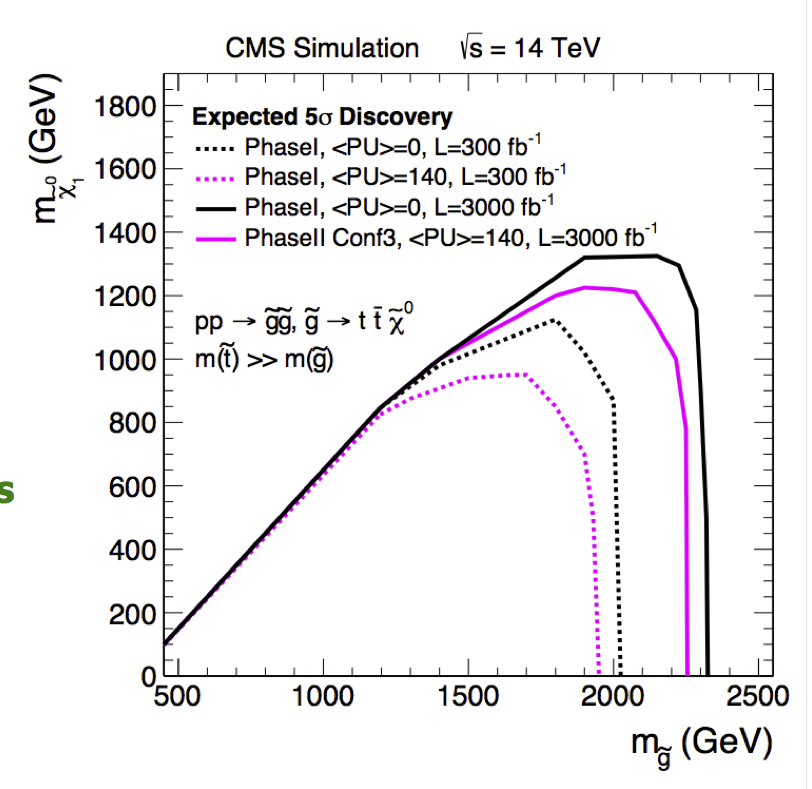 CMS Simulation √s = 14 TeV
m_χ̃₁⁰ (GeV)
1800
1600
1400
1200
1000
800
600
400
200
0
Expected 5σ Discovery
PhaseI, <PU>=0, L=300 fb⁻¹
PhaseI, <PU>=140, L=300 fb⁻¹
PhaseI, <PU>=0, L=3000 fb⁻¹
PhaseII Conf3, <PU>=140, L=3000 fb⁻¹
pp → g̃g̃, g̃ → t t̄ χ̃⁰
m(t̃) >> m(g̃)
s
500 1000 1500 2000 2500
m_g̃ (GeV)